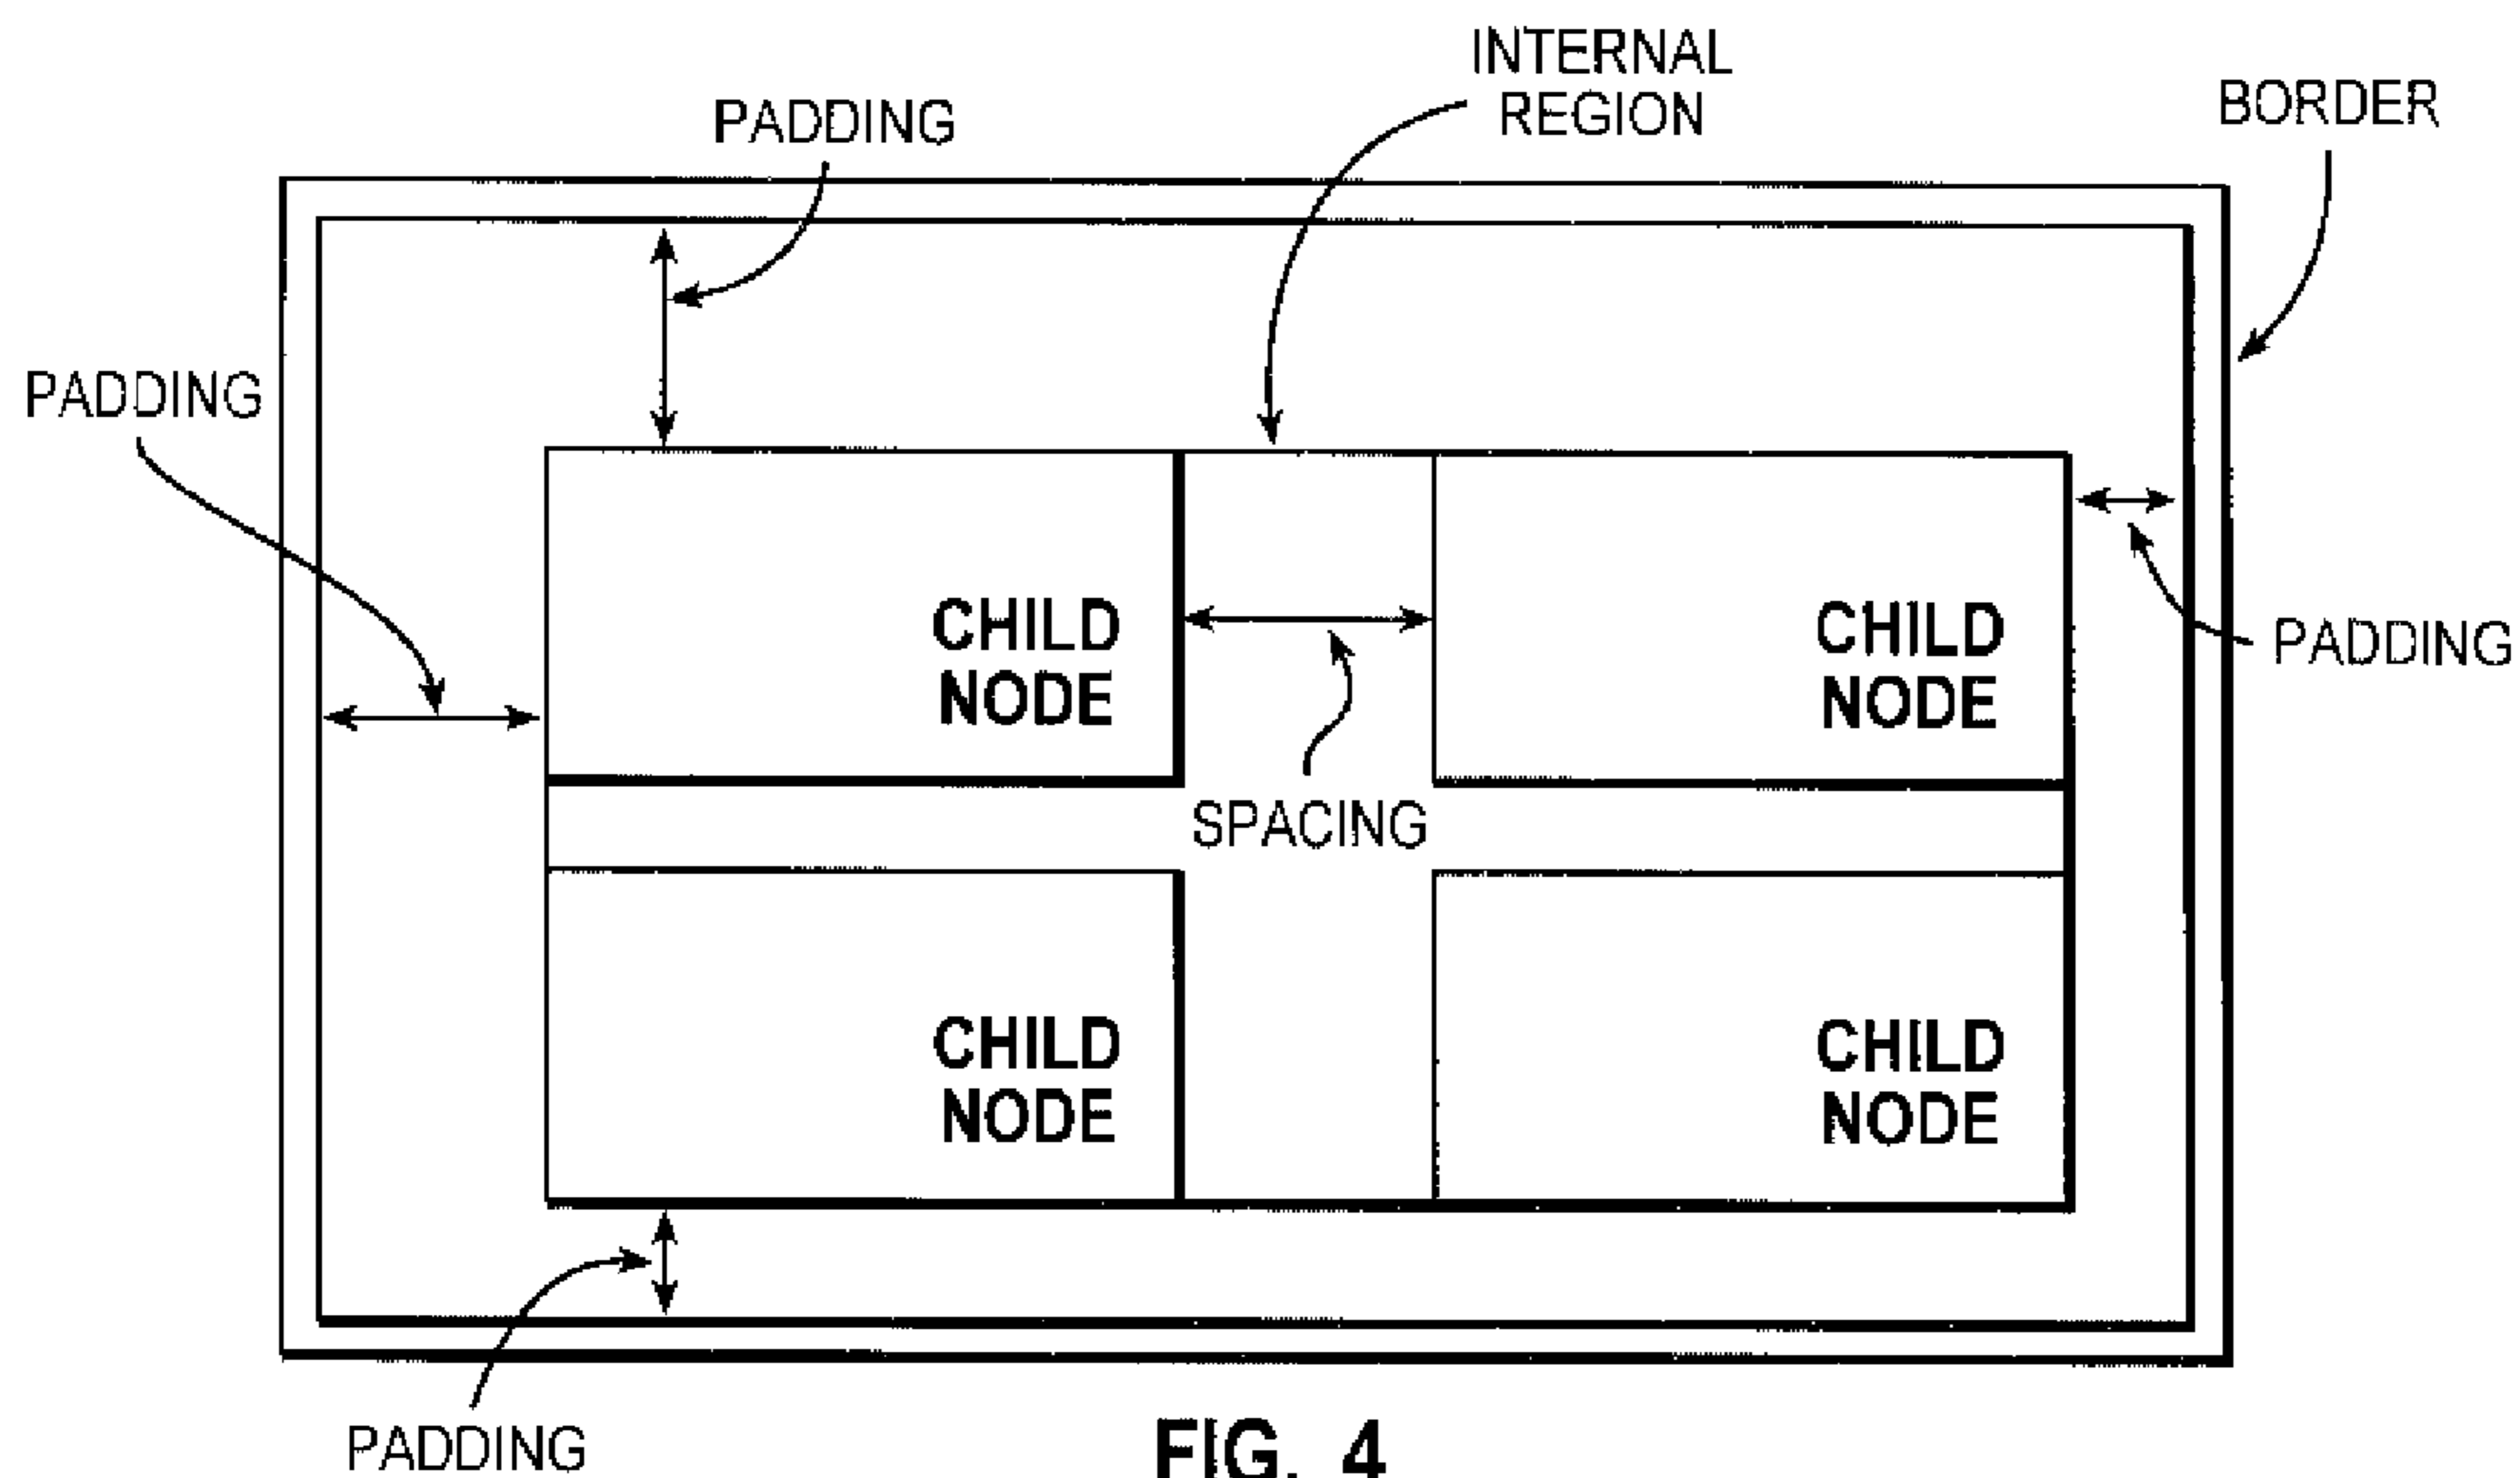 INTERNAL
REGION
BORDER
PADDING
PADDING
CHILD
NODE
CHILD
NODE
PADDING
SPACING
CHILD
NODE
CHILD
NODE
PADDING
FIG. 4